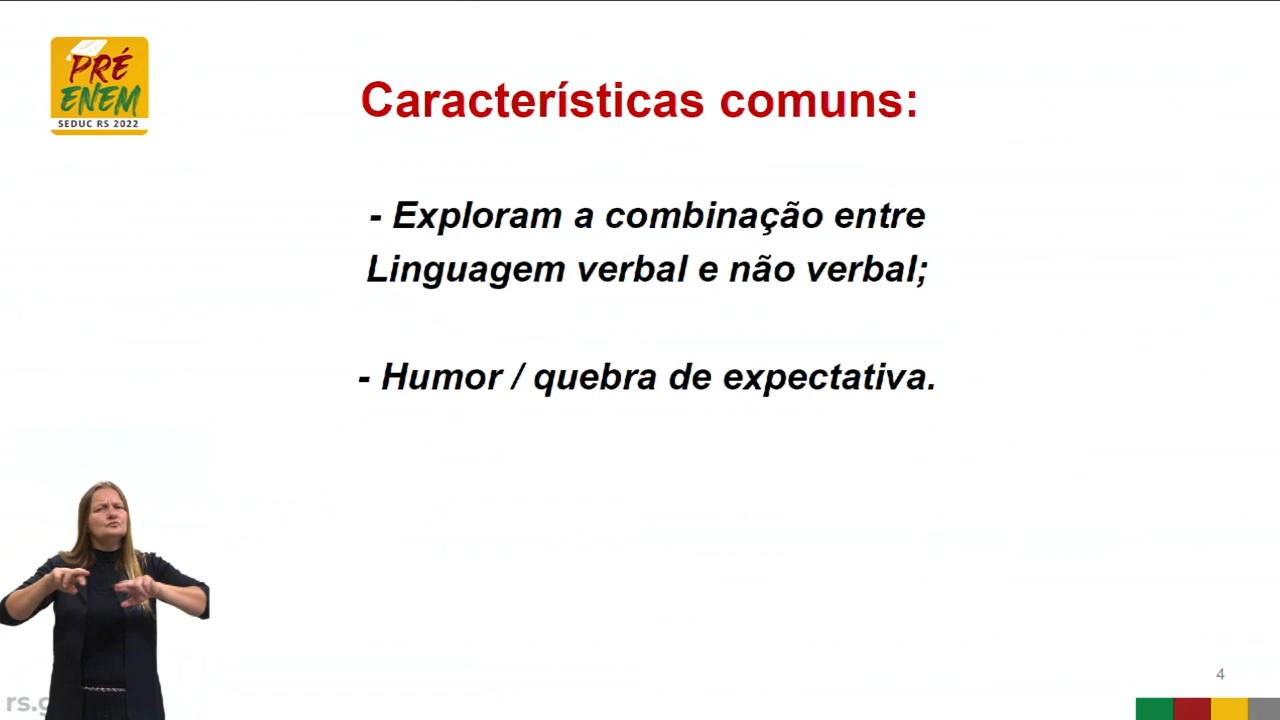 PRÉ
ENEM
SEDUC RS 2022
Características comuns:
- Exploram a combinação entre
Linguagem verbal e não verbal;
- Humor / quebra de expectativa.
rs.g
4